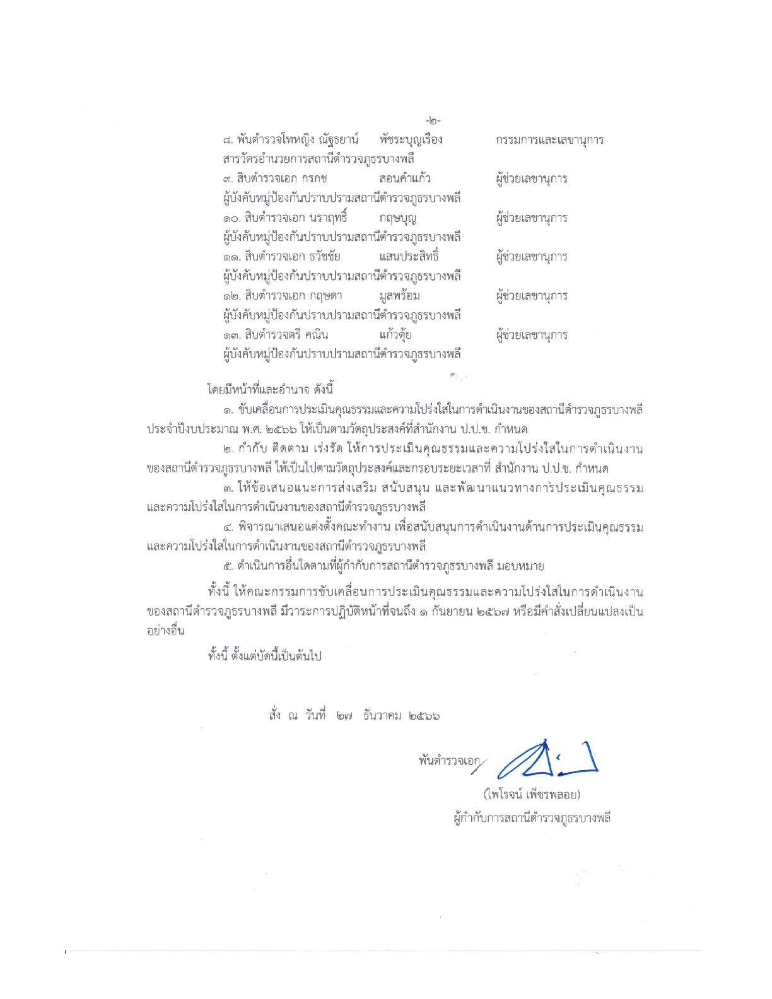 -๒-
๘. พันตำรวจโทหญิง ณัฐธยาน์ พัชระบุญเรือง กรรมการและเลขานุการ
สารวัตรอำนวยการสถานีตำรวจภูธรบางพลี
๙. สิบตำรวจเอก กรกช สอนคำแก้ว ผู้ช่วยเลขานุการ
ผู้บังคับหมู่ป้องกันปราบปรามสถานีตำรวจภูธรบางพลี
๑๐. สิบตำรวจเอก นราฤทธิ์ กฤษบุญ ผู้ช่วยเลขานุการ
ผู้บังคับหมู่ป้องกันปราบปรามสถานีตำรวจภูธรบางพลี
๑๑. สิบตำรวจเอก ธวัชชัย แสนประสิทธิ์ ผู้ช่วยเลขานุการ
ผู้บังคับหมู่ป้องกันปราบปรามสถานีตำรวจภูธรบางพลี
๑๒. สิบตำรวจเอก กฤษดา มูลพร้อม ผู้ช่วยเลขานุการ
ผู้บังคับหมู่ป้องกันปราบปรามสถานีตำรวจภูธรบางพลี
๑๓. สิบตำรวจตรี คณิน แก้วตุ้ย ผู้ช่วยเลขานุการ
ผู้บังคับหมู่ป้องกันปราบปรามสถานีตำรวจภูธรบางพลี
โดยมีหน้าที่และอำนาจ ดังนี้
๑. ขับเคลื่อนการประเมินคุณธรรมและความโปร่งใสในการดำเนินงานของสถานีตำรวจภูธรบางพลี
ประจำปีงบประมาณ พ.ศ. ๒๕๖๖ ให้เป็นตามวัตถุประสงค์ที่สำนักงาน ป.ป.ช. กำหนด
๒. กำกับ ติดตาม เร่งรัด ให้การประเมินคุณธรรมและความโปร่งใสในการดำเนินงาน
ของสถานีตำรวจภูธรบางพลี ให้เป็นไปตามวัตถุประสงค์และกรอบระยะเวลาที่ สำนักงาน ป.ป.ช. กำหนด
๓. ให้ข้อเสนอแนะการส่งเสริม สนับสนุน และพัฒนาแนวทางการประเมินคุณธรรม
และความโปร่งใสในการดำเนินงานของสถานีตำรวจภูธรบางพลี
๔. พิจารณาเสนอแต่งตั้งคณะทำงาน เพื่อสนับสนุนการดำเนินงานด้านการประเมินคุณธรรม
และความโปร่งใสในการดำเนินงานของสถานีตำรวจภูธรบางพลี
๕. ดำเนินการอื่นใดตามที่ผู้กำกับการสถานีตำรวจภูธรบางพลี มอบหมาย
ทั้งนี้ ให้คณะกรรมการขับเคลื่อนการประเมินคุณธรรมและความโปร่งใสในการดำเนินงาน
ของสถานีตำรวจภูธรบางพลี มีวาระการปฏิบัติหน้าที่จนถึง ๑ กันยายน ๒๕๖๗ หรือมีคำสั่งเปลี่ยนแปลงเป็น
อย่างอื่น
ทั้งนี้ ตั้งแต่บัดนี้เป็นต้นไป
สั่ง ณ วันที่ ๒๗ ธันวาคม ๒๕๖๖
พันตำรวจเอก
(ไพโรจน์ เพ็ชรพลอย)
ผู้กำกับการสถานีตำรวจภูธรบางพลี